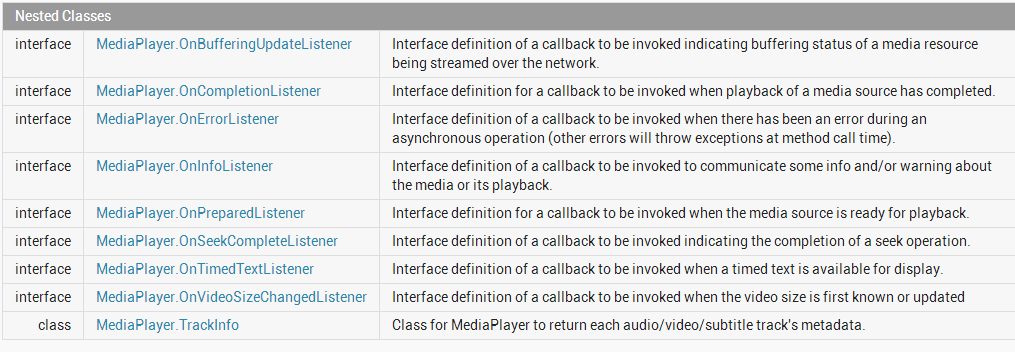 Nested Classes
interface MediaPlayer.OnBufferingUpdateListener Interface definition of a callback to be invoked indicating buffering status of a media resource
being streamed over the network.
interface MediaPlayer.OnCompletionListener Interface definition for a callback to be invoked when playback of a media source has completed.
interface MediaPlayer.OnErrorListener Interface definition of a callback to be invoked when there has been an error during an
asynchronous operation (other errors will throw exceptions at method call time).
interface MediaPlayer.OnInfoListener Interface definition of a callback to be invoked to communicate some info and/or warning about
the media or its playback.
interface MediaPlayer.OnPreparedListener Interface definition for a callback to be invoked when the media source is ready for playback.
interface MediaPlayer.OnSeekCompleteListener Interface definition of a callback to be invoked indicating the completion of a seek operation.
interface MediaPlayer.OnTimedTextListener Interface definition of a callback to be invoked when a timed text is available for display.
interface MediaPlayer.OnVideoSizeChangedListener Interface definition of a callback to be invoked when the video size is first known or updated
class MediaPlayer.TrackInfo Class for MediaPlayer to return each audio/video/subtitle track's metadata.